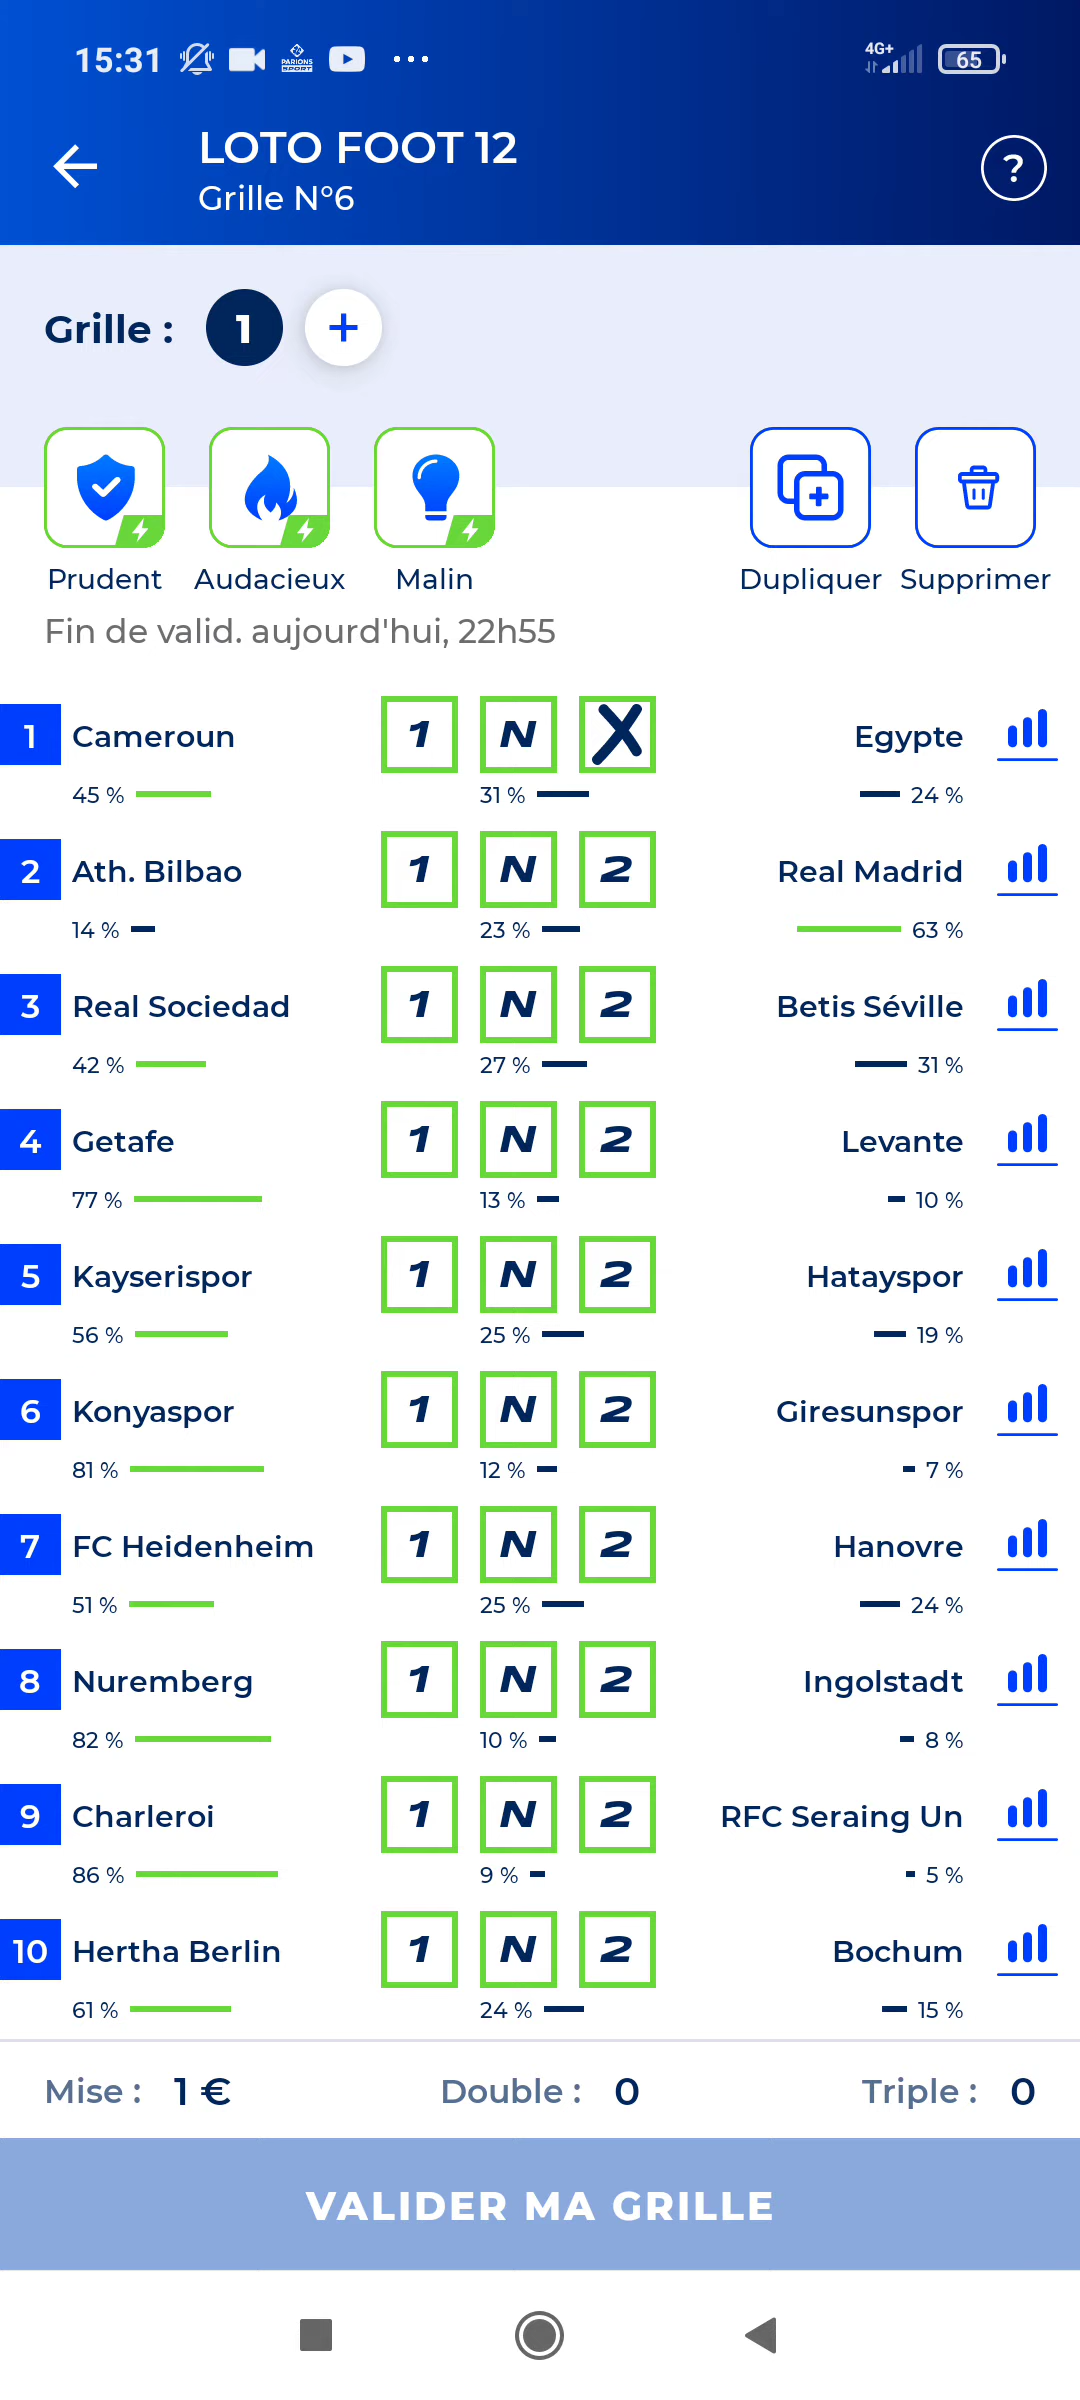 15:31 PARIONS SPORT ... 4G+ 65
LOTO FOOT 12
Grille N°6
?
Grille : 1 +
Prudent Audacieux Malin Dupliquer Supprimer
Fin de valid. aujourd'hui, 22h55
1 Cameroun 1 N X Egypte
45 % 31 % 24 %
2 Ath. Bilbao 1 N 2 Real Madrid
14 % 23 % 63 %
3 Real Sociedad 1 N 2 Betis Séville
42 % 27 % 31 %
4 Getafe 1 N 2 Levante
77 % 13 % 10 %
5 Kayserispor 1 N 2 Hatayspor
56 % 25 % 19 %
6 Konyaspor 1 N 2 Giresunspor
81 % 12 % 7 %
7 FC Heidenheim 1 N 2 Hanovre
51 % 25 % 24 %
8 Nuremberg 1 N 2 Ingolstadt
82 % 10 % 8 %
9 Charleroi 1 N 2 RFC Seraing Un
86 % 9 % 5 %
10 Hertha Berlin 1 N 2 Bochum
61 % 24 % 15 %
Mise : 1 € Double : 0 Triple : 0
VALIDER MA GRILLE